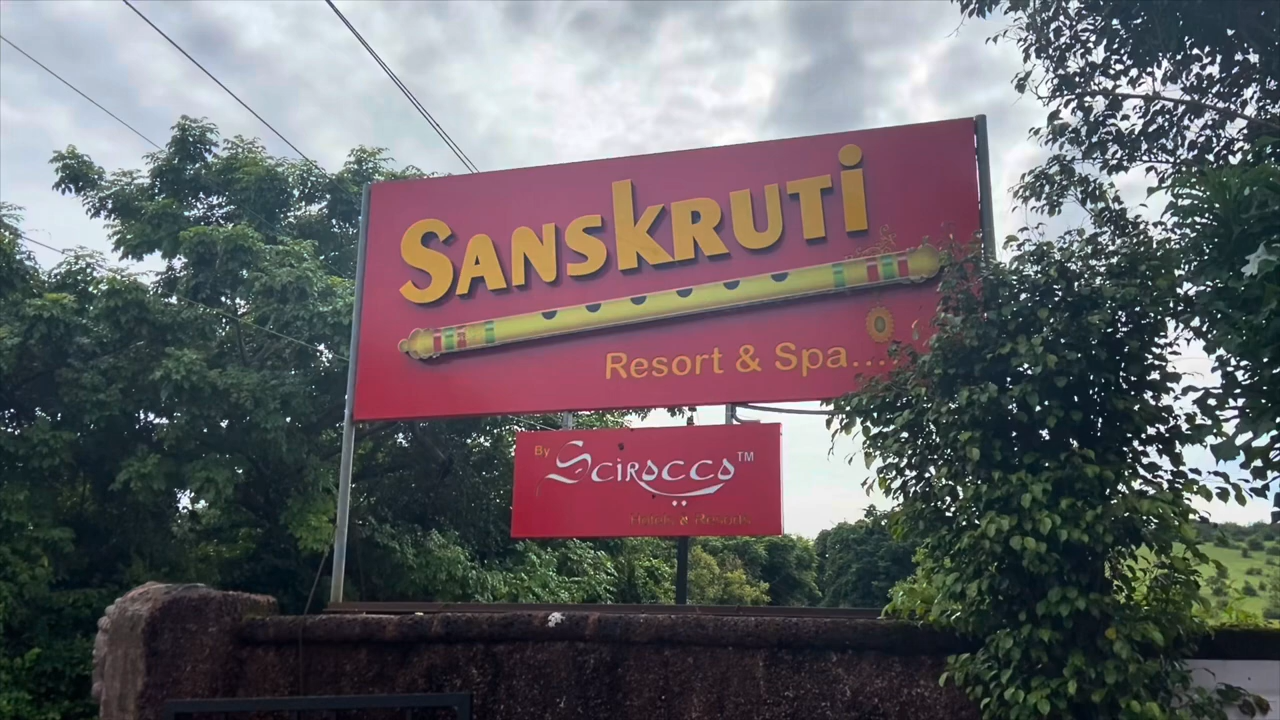 SANSKRUTi
Resort & Spa....
By Scirocco™
Hotels & Resorts